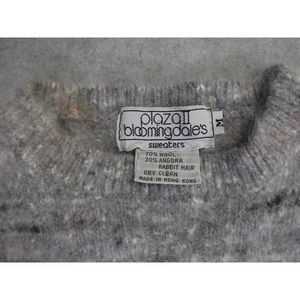 plaza II
bloomingdale's
sweaters
M
70% WOOL
30% ANGORA
RABBIT HAIR
DRY CLEAN
MADE IN HONG KONG